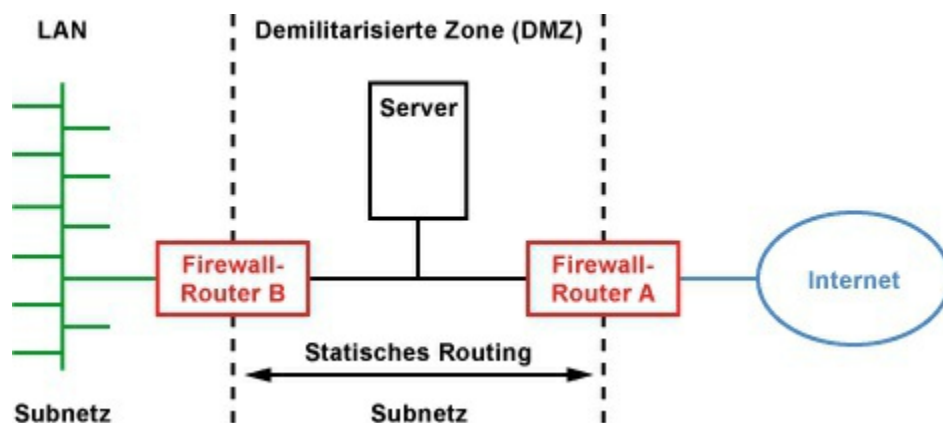 LAN
Demilitarisierte Zone (DMZ)
Server
Firewall-
Router B
Firewall-
Router A
Internet
Statisches Routing
Subnetz
Subnetz